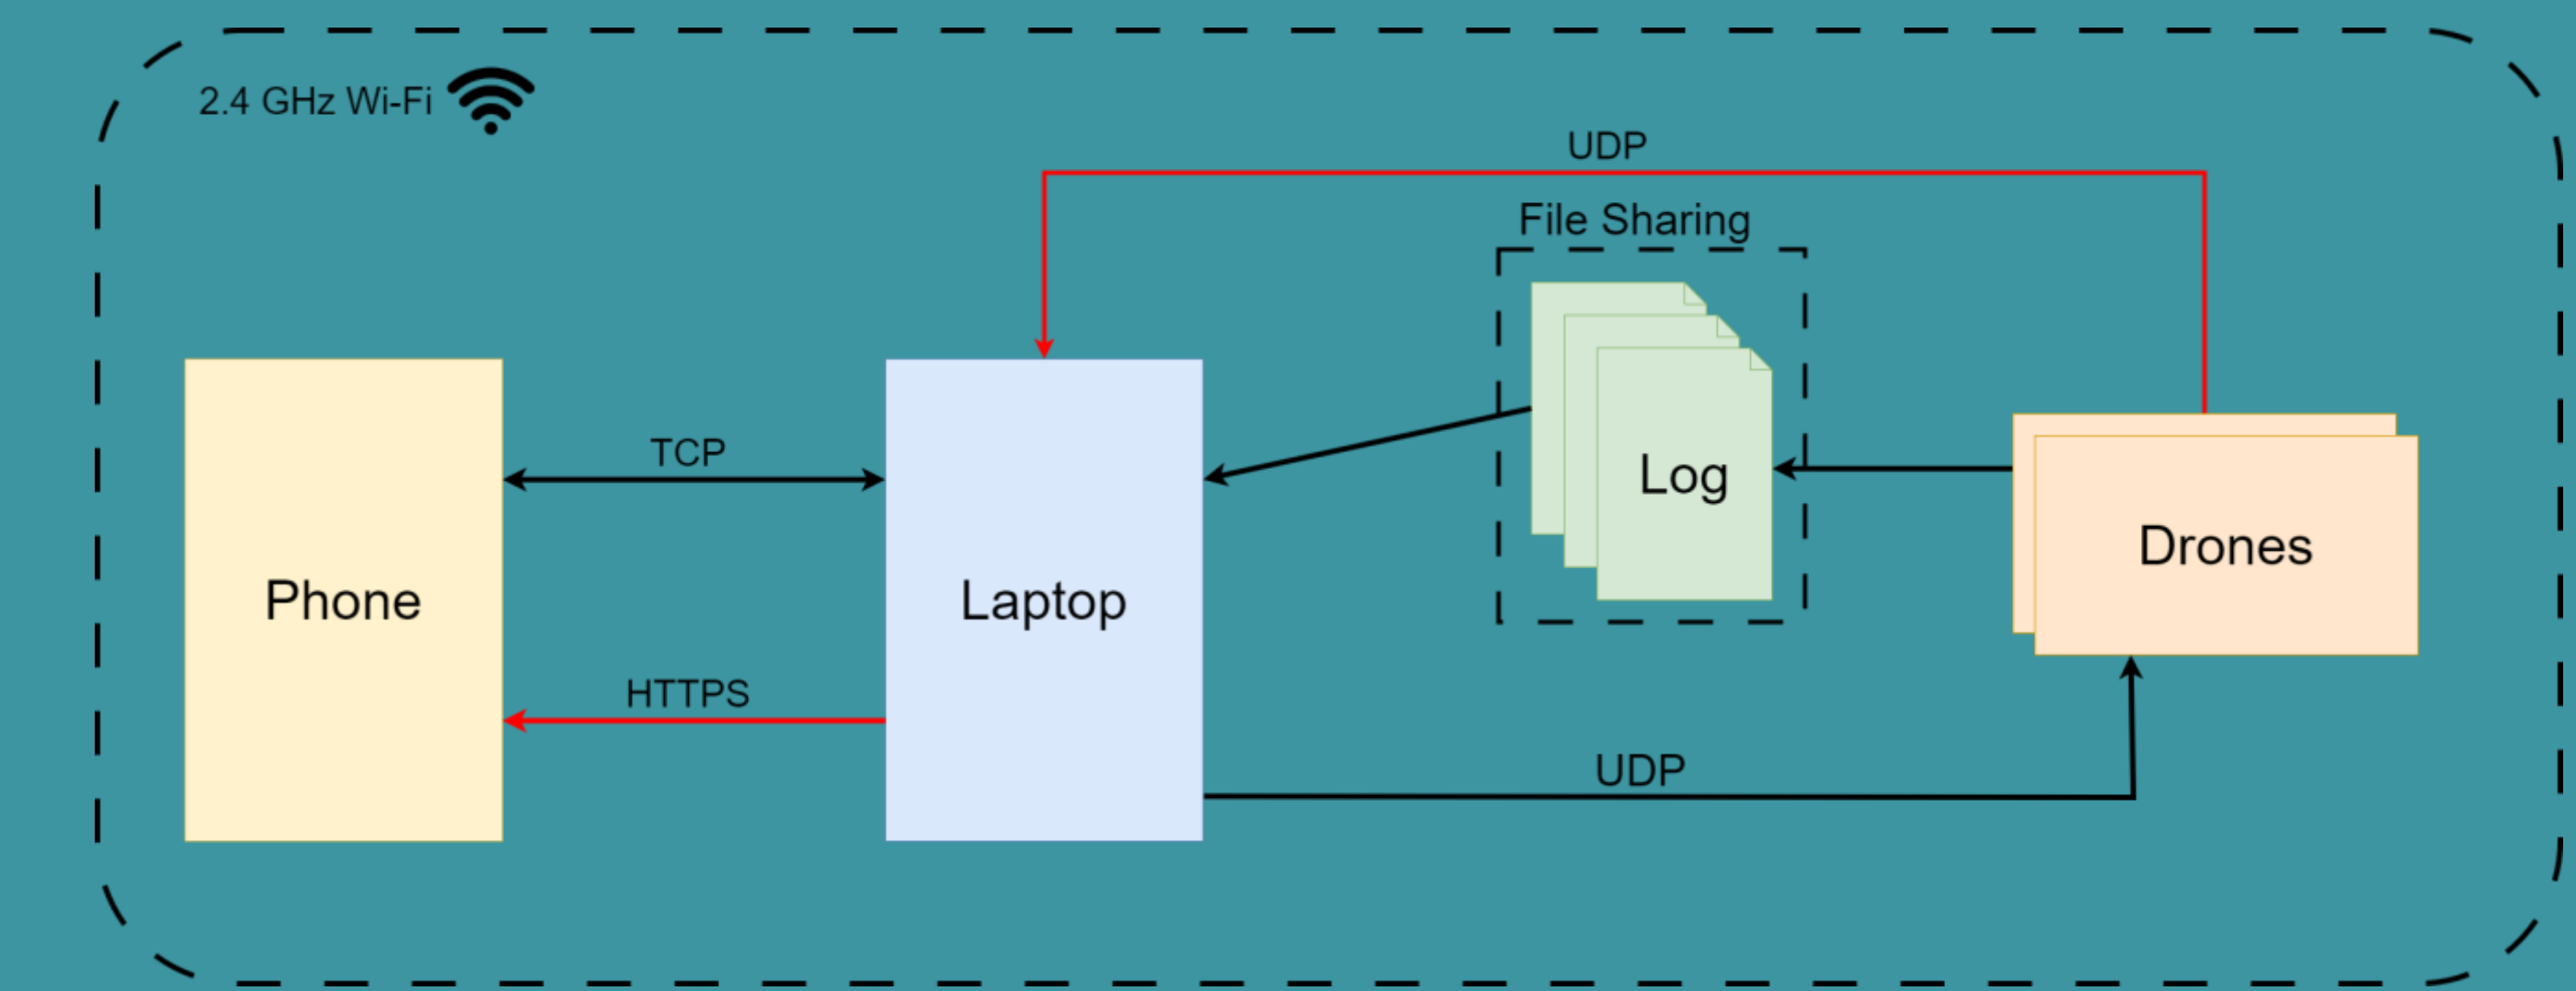 2.4 GHz Wi-Fi
UDP
File Sharing
TCP
Log
Drones
Phone
Laptop
HTTPS
UDP